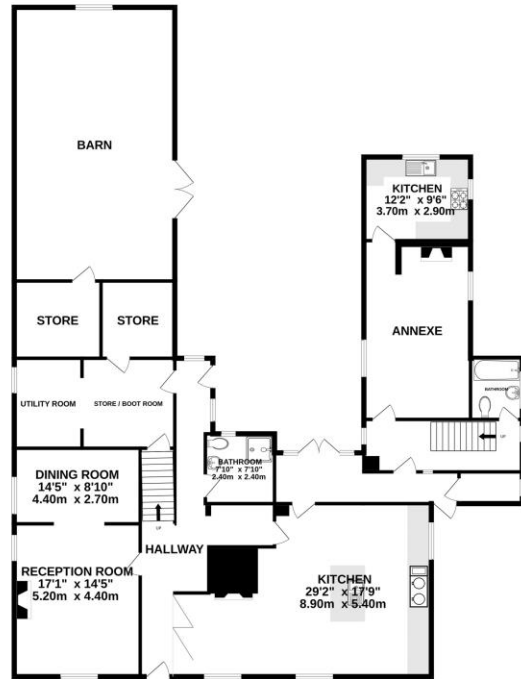 BARN
KITCHEN
12'2" x 9'6"
3.70m x 2.90m
STORE
STORE
ANNEXE
UTILITY ROOM
STORE / BOOT ROOM
BATHROOM
UP
BATHROOM
7'10" x 7'10"
2.40m x 2.40m
DINING ROOM
14'5" x 8'10"
4.40m x 2.70m
UP
HALLWAY
RECEPTION ROOM
17'1" x 14'5"
5.20m x 4.40m
KITCHEN
29'2" x 17'9"
8.90m x 5.40m